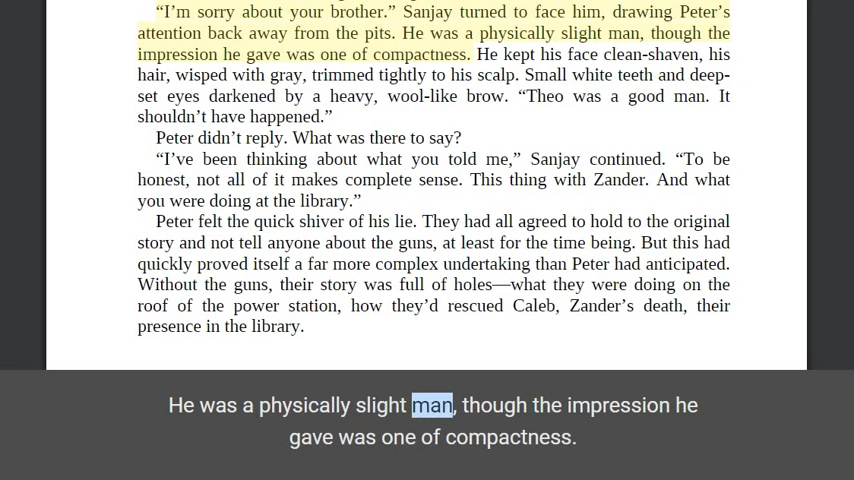 “I’m sorry about your brother.” Sanjay turned to face him, drawing Peter’s
attention back away from the pits. He was a physically slight man, though the
impression he gave was one of compactness. He kept his face clean-shaven, his
hair, wisped with gray, trimmed tightly to his scalp. Small white teeth and deep-
set eyes darkened by a heavy, wool-like brow. “Theo was a good man. It
shouldn’t have happened.”
Peter didn’t reply. What was there to say?
“I’ve been thinking about what you told me,” Sanjay continued. “To be
honest, not all of it makes complete sense. This thing with Zander. And what
you were doing at the library.”
Peter felt the quick shiver of his lie. They had all agreed to hold to the original
story and not tell anyone about the guns, at least for the time being. But this had
quickly proved itself a far more complex undertaking than Peter had anticipated.
Without the guns, their story was full of holes—what they were doing on the
roof of the power station, how they’d rescued Caleb, Zander’s death, their
presence in the library.
He was a physically slight man, though the impression he
gave was one of compactness.